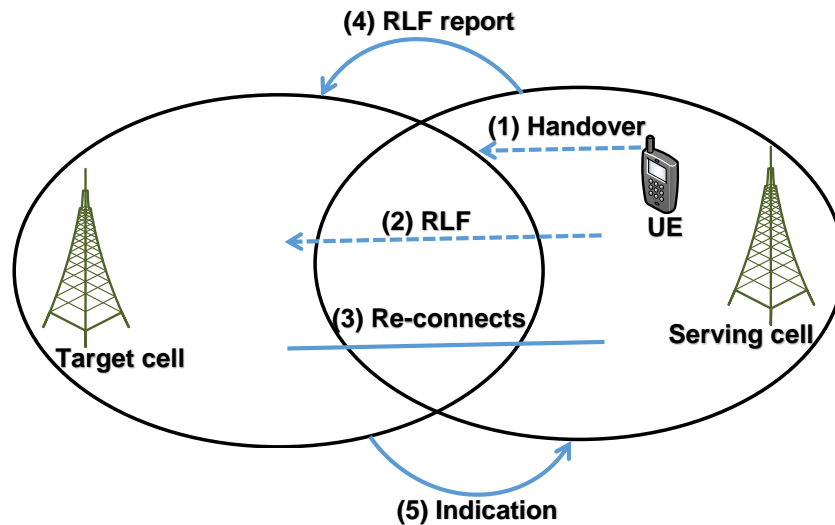 (4) RLF report
(1) Handover
UE
(2) RLF
(3) Re-connects
Target cell
Serving cell
(5) Indication